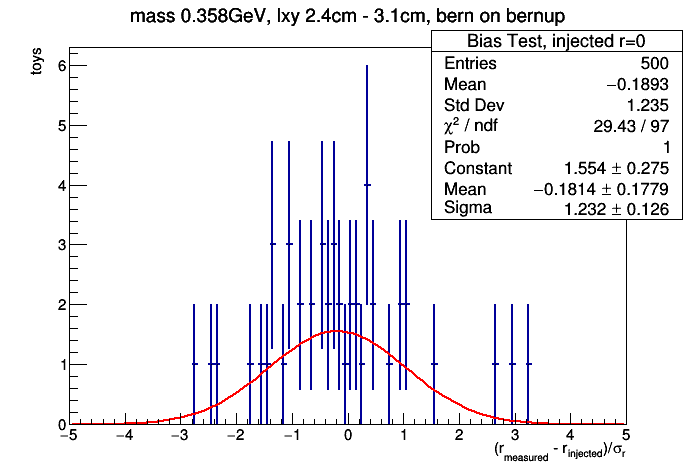 mass 0.358GeV, lxy 2.4cm - 3.1cm, bern on bernup
Bias Test, injected r=0
Entries 500
Mean −0.1893
Std Dev 1.235
χ² / ndf 29.43 / 97
Prob 1
Constant 1.554 ± 0.275
Mean −0.1814 ± 0.1779
Sigma 1.232 ± 0.126
toys
6
5
4
3
2
1
0
−5 −4 −3 −2 −1 0 1 2 3 4 5
(r_measured - r_injected)/σ_r